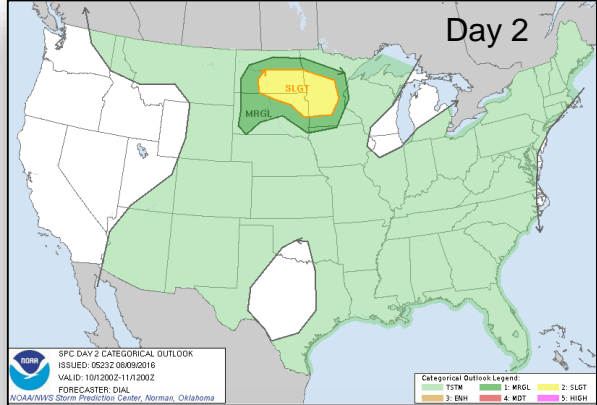 Day 2
SLGT
MRGL
NOAA
SPC DAY 2 CATEGORICAL OUTLOOK
ISSUED: 0523Z 08/09/2016
VALID: 10/1200Z-11/1200Z
FORECASTER: DIAL
NOAA/NWS Storm Prediction Center, Norman, Oklahoma
Categorical Outlook Legend:
TSTM 1: MRGL 2: SLGT
3: ENH 4: MDT 5: HIGH